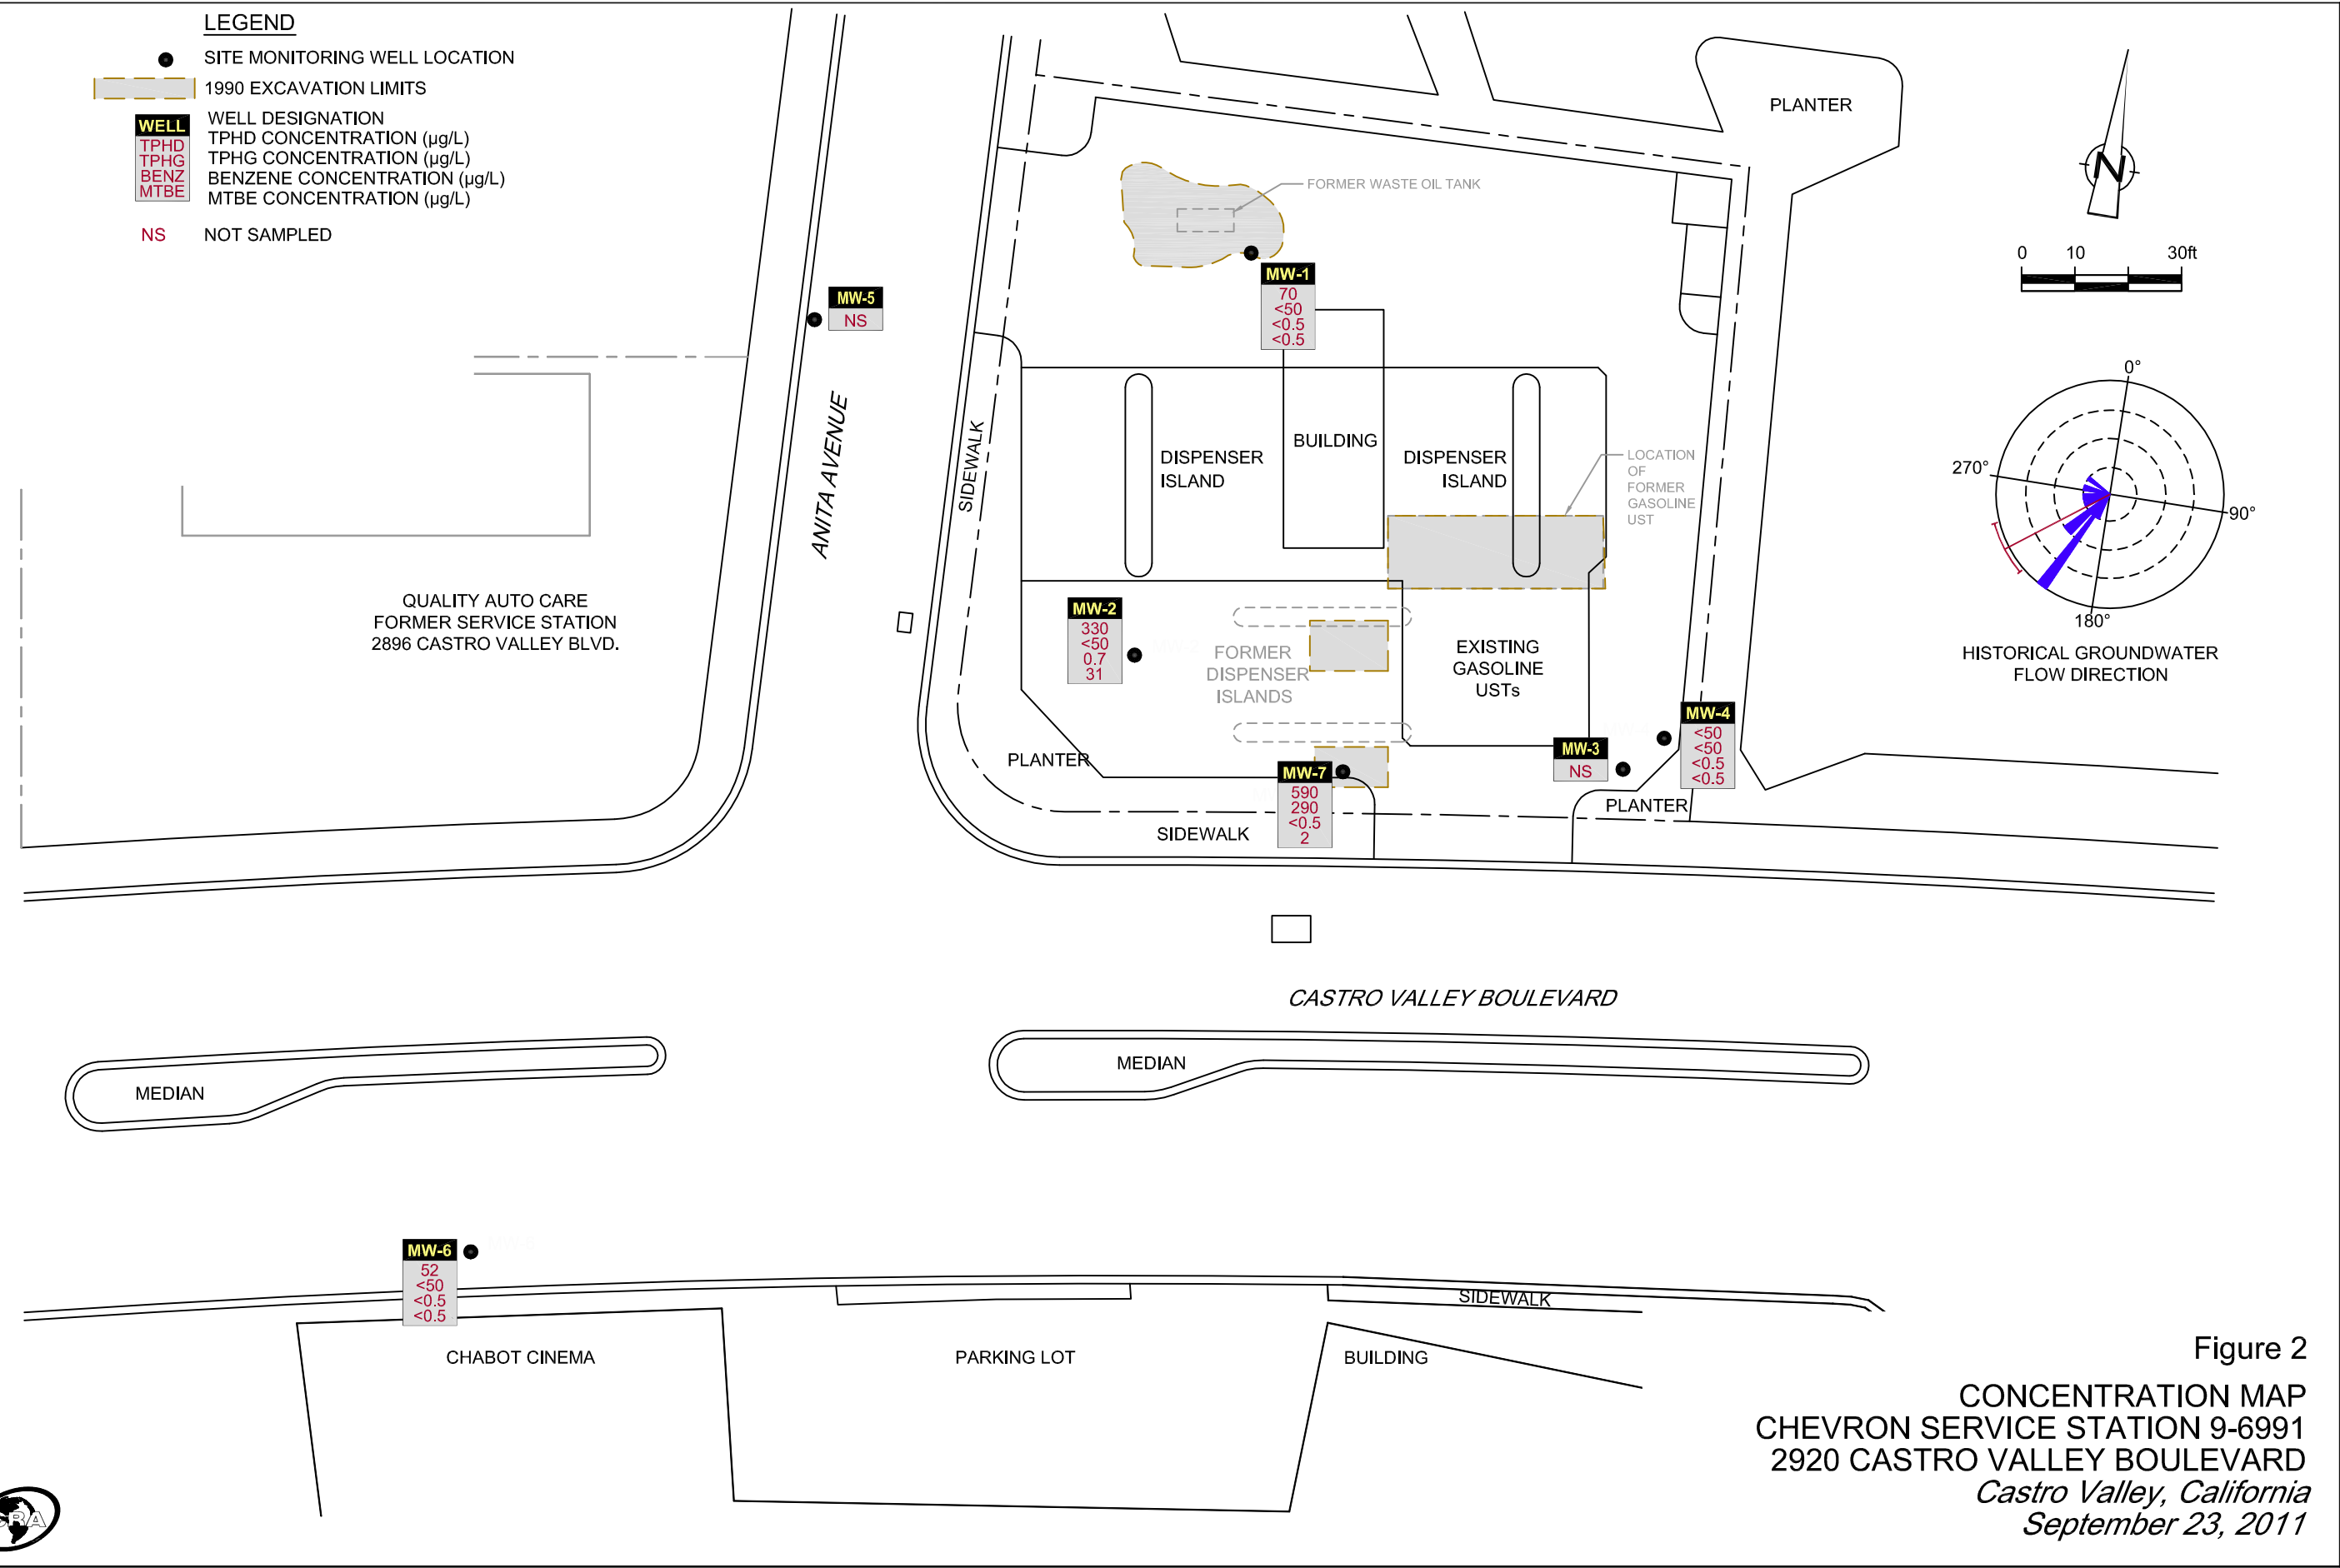 LEGEND
SITE MONITORING WELL LOCATION
1990 EXCAVATION LIMITS
WELL
TPHD
TPHG
BENZ
MTBE
WELL DESIGNATION
TPHD CONCENTRATION (µg/L)
TPHG CONCENTRATION (µg/L)
BENZENE CONCENTRATION (µg/L)
MTBE CONCENTRATION (µg/L)
NS
NOT SAMPLED
PLANTER
N
0 10 30ft
FORMER WASTE OIL TANK
MW-1
70
<50
<0.5
<0.5
MW-5
NS
ANITA AVENUE
SIDEWALK
DISPENSER
ISLAND
BUILDING
DISPENSER
ISLAND
LOCATION
OF
FORMER
GASOLINE
UST
0°
270°
90°
180°
HISTORICAL GROUNDWATER
FLOW DIRECTION
QUALITY AUTO CARE
FORMER SERVICE STATION
2896 CASTRO VALLEY BLVD.
MW-2
330
<50
0.7
31
FORMER
DISPENSER
ISLANDS
EXISTING
GASOLINE
USTs
MW-4
<50
<50
<0.5
<0.5
MW-3
NS
PLANTER
MW-7
590
290
<0.5
2
PLANTER
SIDEWALK
CASTRO VALLEY BOULEVARD
MEDIAN
MEDIAN
MW-6
52
<50
<0.5
<0.5
SIDEWALK
CHABOT CINEMA
PARKING LOT
BUILDING
Figure 2
CONCENTRATION MAP
CHEVRON SERVICE STATION 9-6991
2920 CASTRO VALLEY BOULEVARD
Castro Valley, California
September 23, 2011